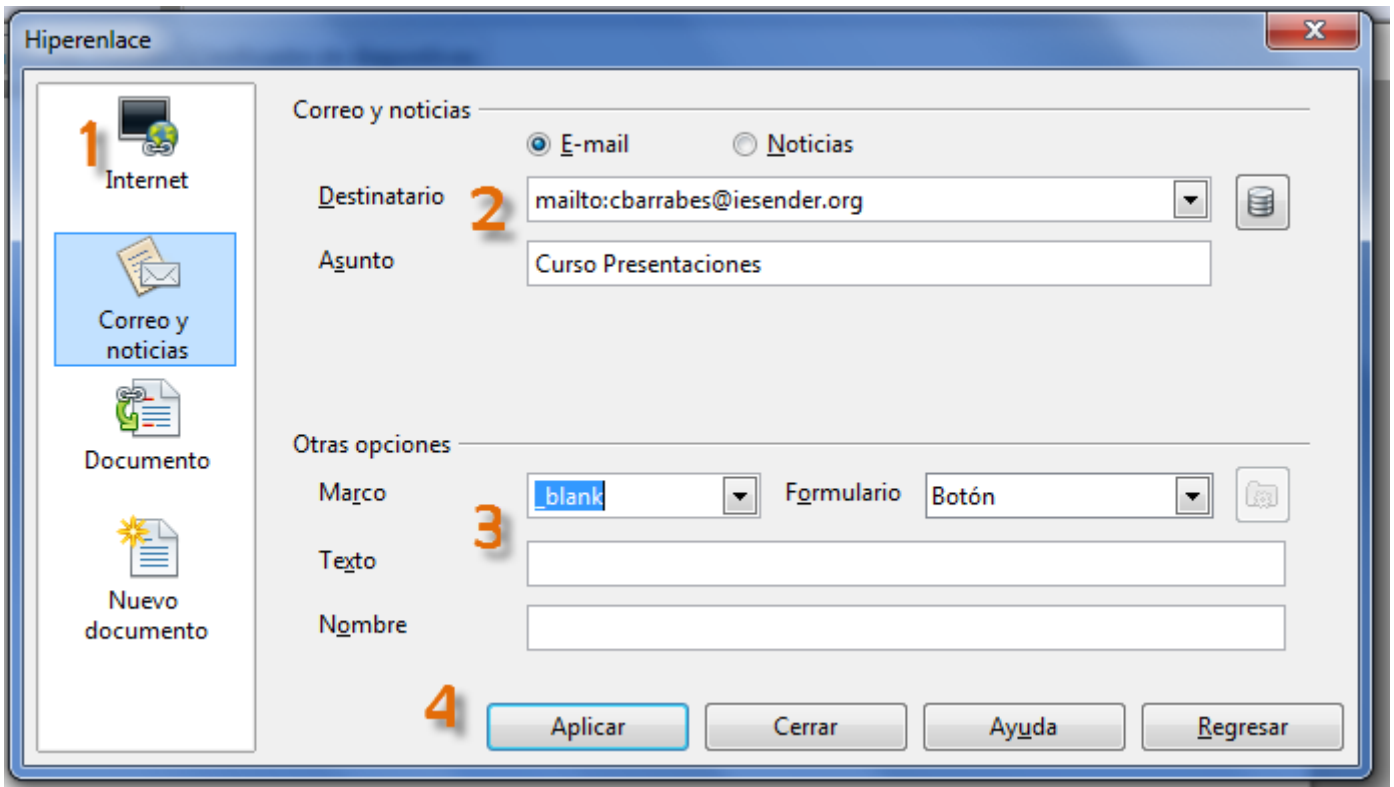 Hiperenlace
1
Internet
Correo y
noticias
Documento
Nuevo
documento
Correo y noticias
E-mail Noticias
Destinatario 2 mailto:cbarrabes@iesender.org
Asunto Curso Presentaciones
Otras opciones
Marco _blank Formulario Botón
3
Texto
Nombre
4 Aplicar Cerrar Ayuda Regresar